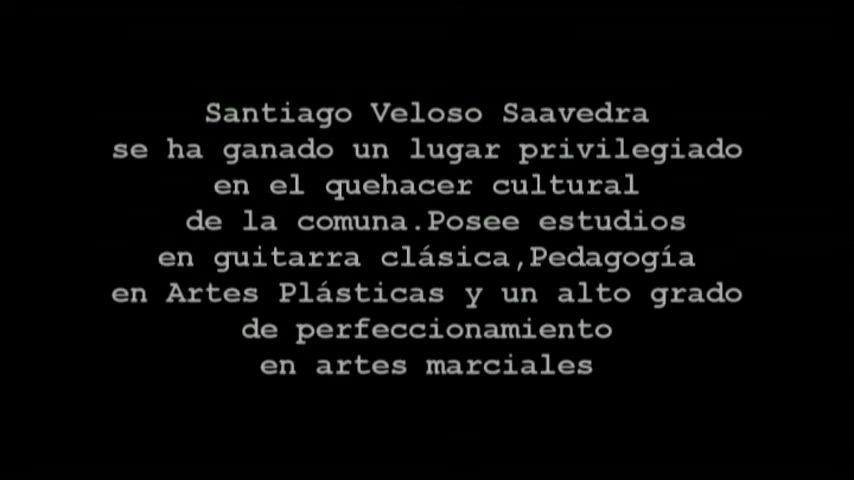 Santiago Veloso Saavedra
se ha ganado un lugar privilegiado
en el quehacer cultural
de la comuna.Posee estudios
en guitarra clásica,Pedagogía
en Artes Plásticas y un alto grado
de perfeccionamiento
en artes marciales